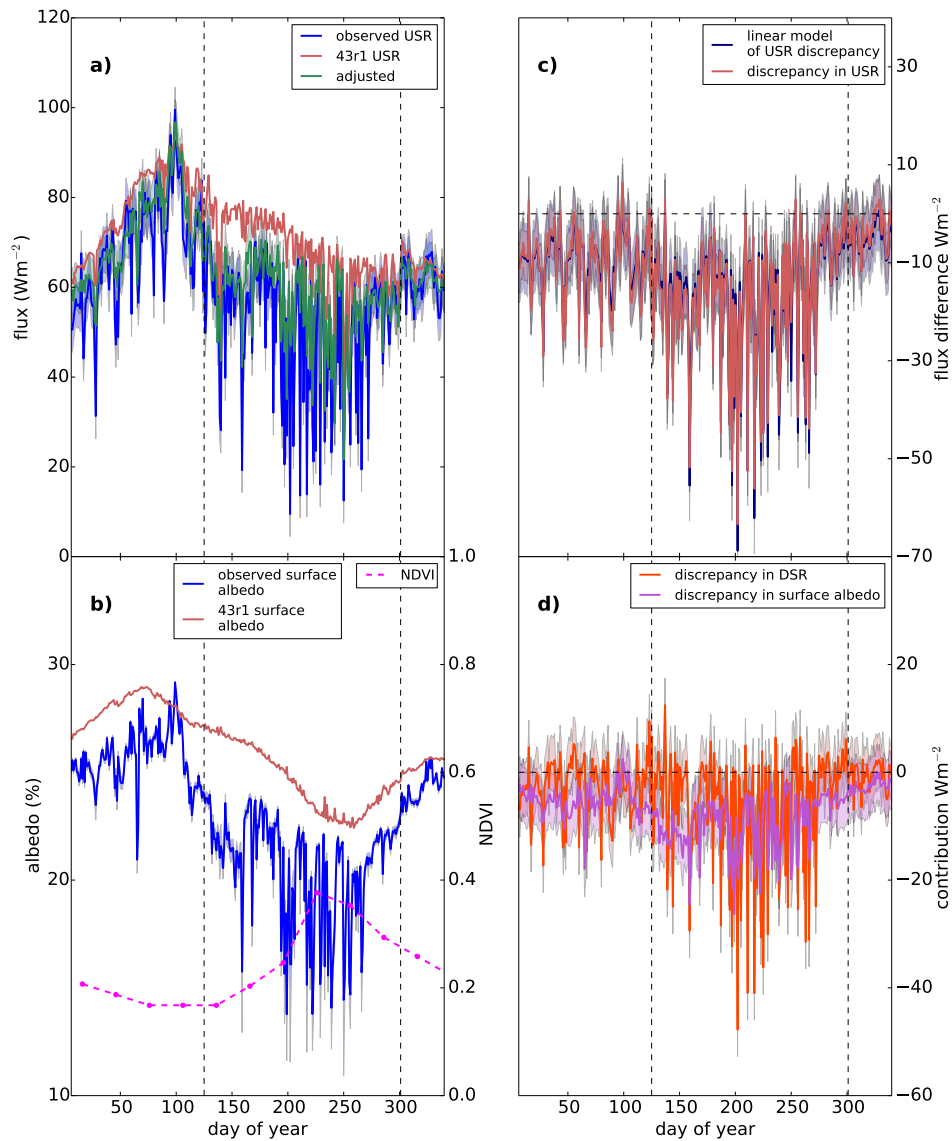 a)
observed USR
43r1 USR
adjusted
120
100
80
60
40
20
0
flux (Wm−2)
c)
linear model
of USR discrepancy
discrepancy in USR
30
10
−10
−30
−50
−70
flux difference Wm−2
b)
observed surface
albedo
43r1 surface
albedo
NDVI
30
20
10
albedo (%)
1.0
0.8
0.6
0.4
0.2
0.0
NDVI
50 100 150 200 250 300
day of year
d)
discrepancy in DSR
discrepancy in surface albedo
20
0
−20
−40
−60
contribution Wm−2
50 100 150 200 250 300
day of year